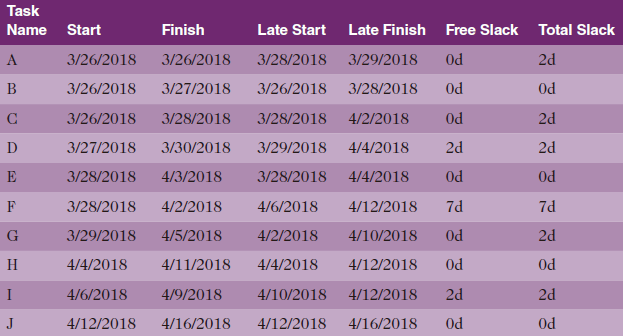 Task
Name Start Finish Late Start Late Finish Free Slack Total Slack
A 3/26/2018 3/26/2018 3/28/2018 3/29/2018 0d 2d
B 3/26/2018 3/27/2018 3/26/2018 3/28/2018 0d 0d
C 3/26/2018 3/28/2018 3/28/2018 4/2/2018 0d 2d
D 3/27/2018 3/30/2018 3/29/2018 4/4/2018 2d 2d
E 3/28/2018 4/3/2018 3/28/2018 4/4/2018 0d 0d
F 3/28/2018 4/2/2018 4/6/2018 4/12/2018 7d 7d
G 3/29/2018 4/5/2018 4/2/2018 4/10/2018 0d 2d
H 4/4/2018 4/11/2018 4/4/2018 4/12/2018 0d 0d
I 4/6/2018 4/9/2018 4/10/2018 4/12/2018 2d 2d
J 4/12/2018 4/16/2018 4/12/2018 4/16/2018 0d 0d